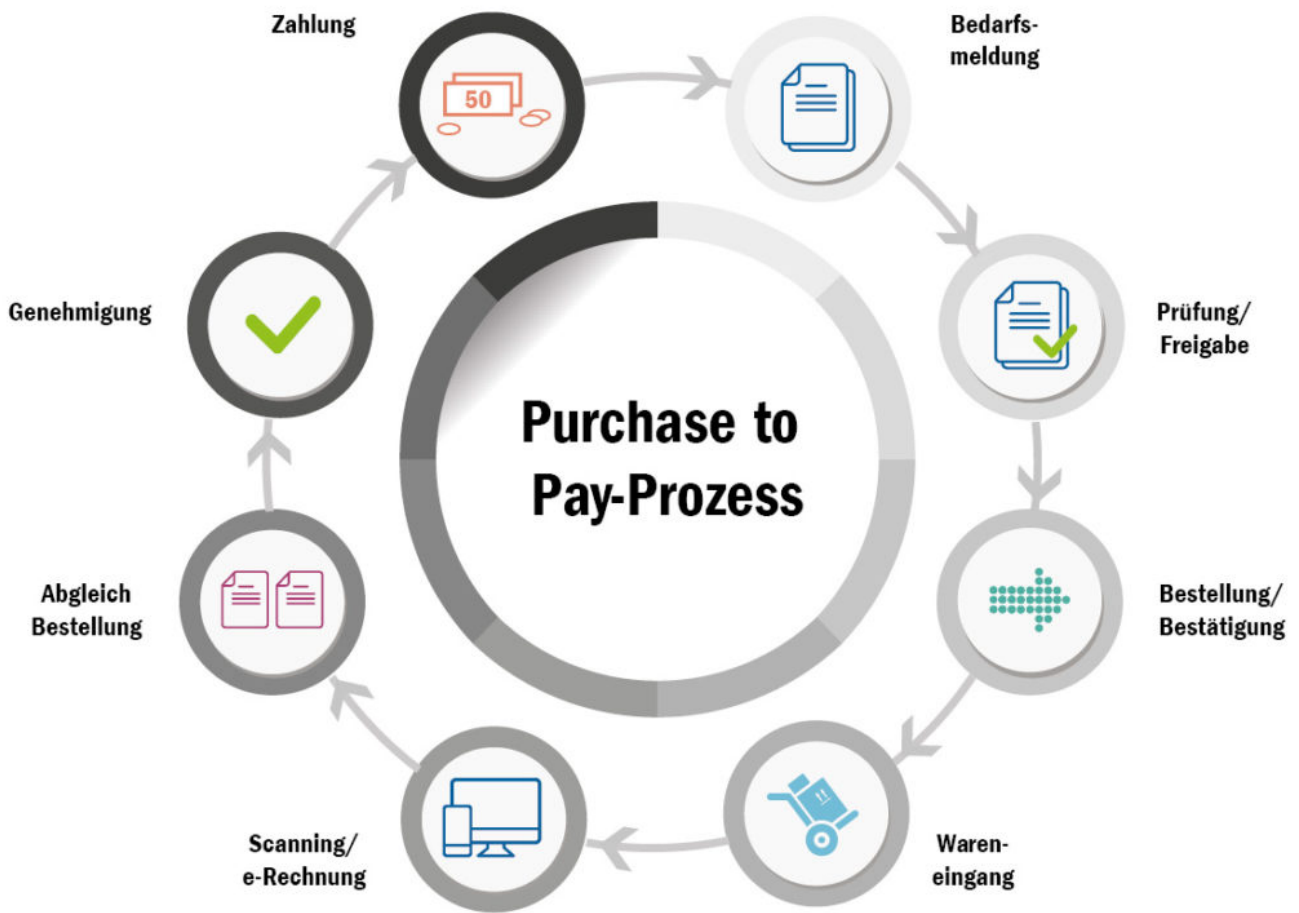 Zahlung
50
Bedarfs-
meldung
Prüfung/
Freigabe
Bestellung/
Bestätigung
Waren-
eingang
Scanning/
e-Rechnung
Abgleich
Bestellung
Genehmigung
Purchase to
Pay-Prozess